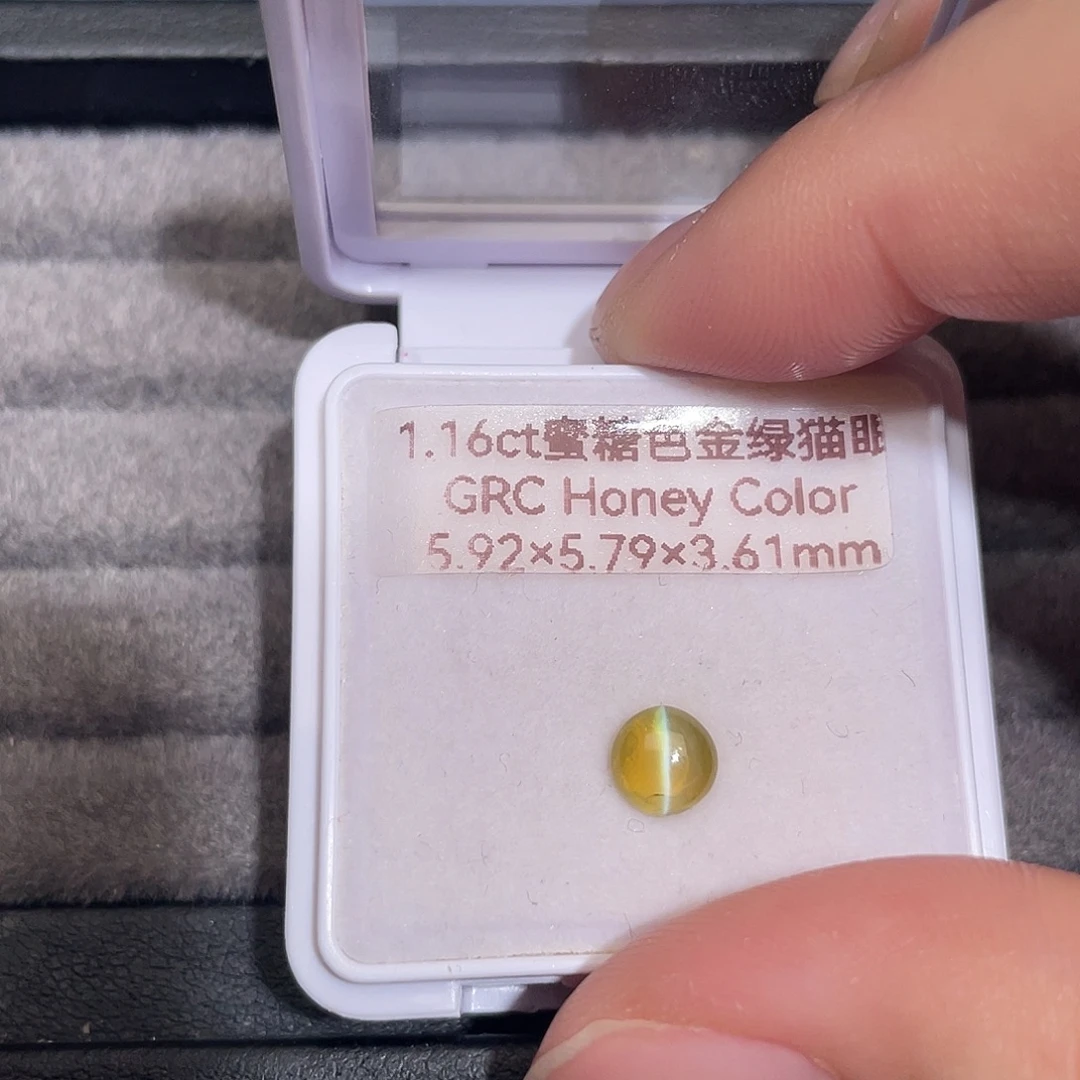 1.16ct蜜糖色金绿猫眼
GRC Honey Color
5.92×5.79×3.61mm